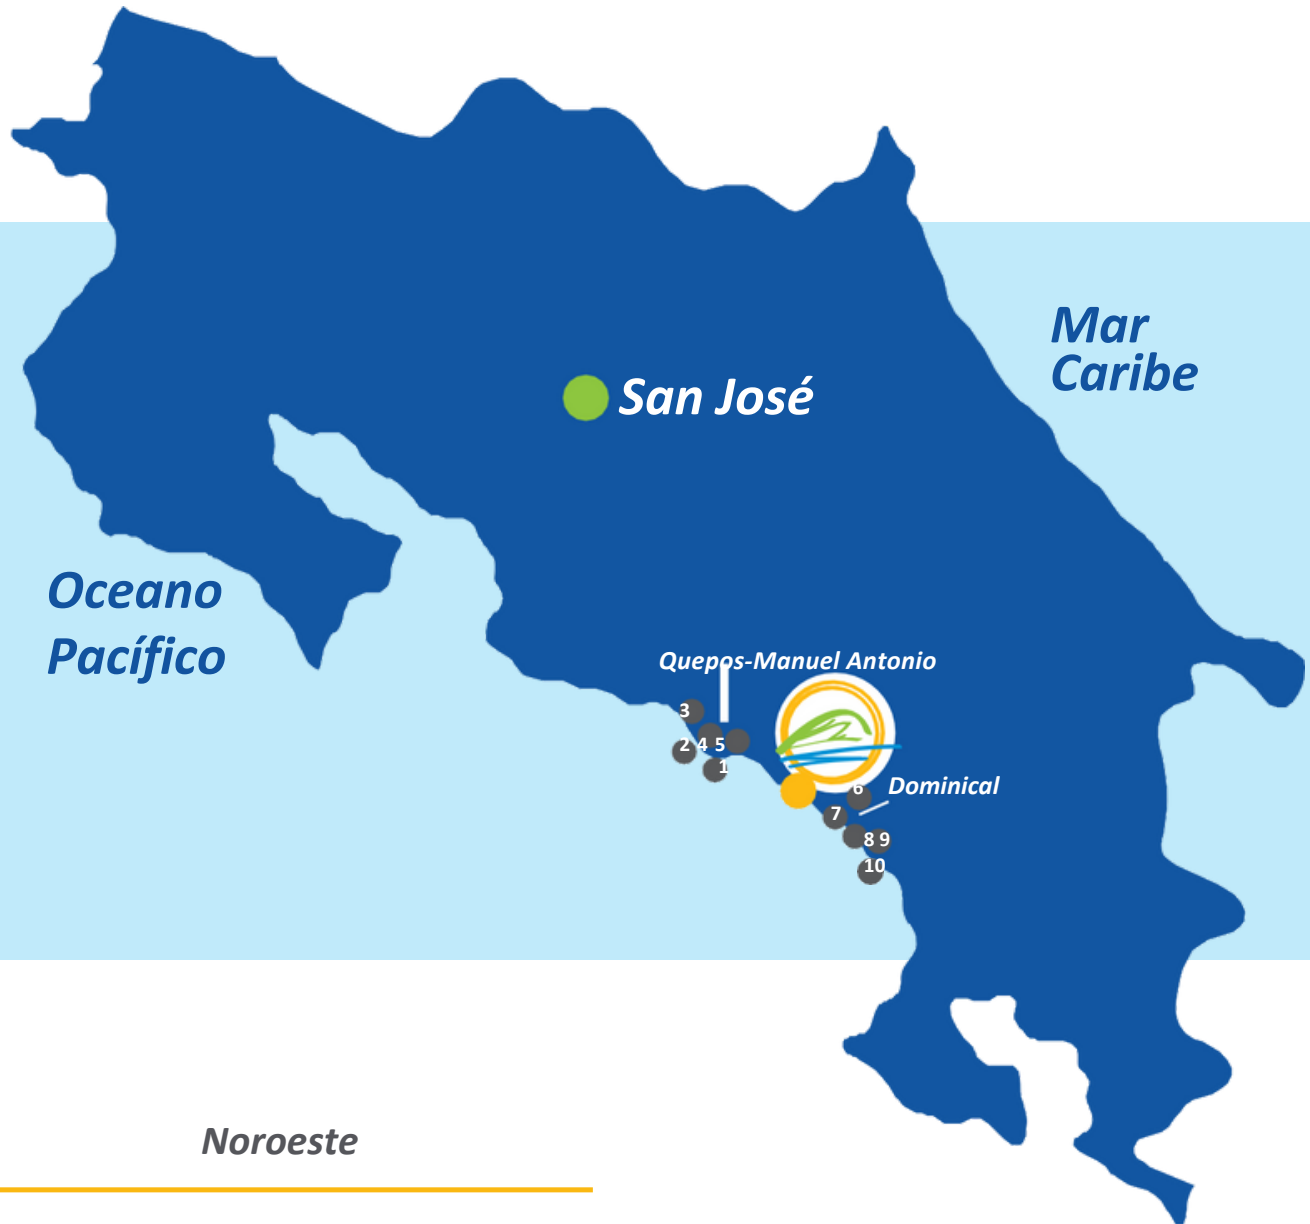 Mar
Caribe
San José
Oceano
Pacífico
Quepos-Manuel Antonio
3
2 4 5
1
6
Dominical
7
8 9
10
Noroeste